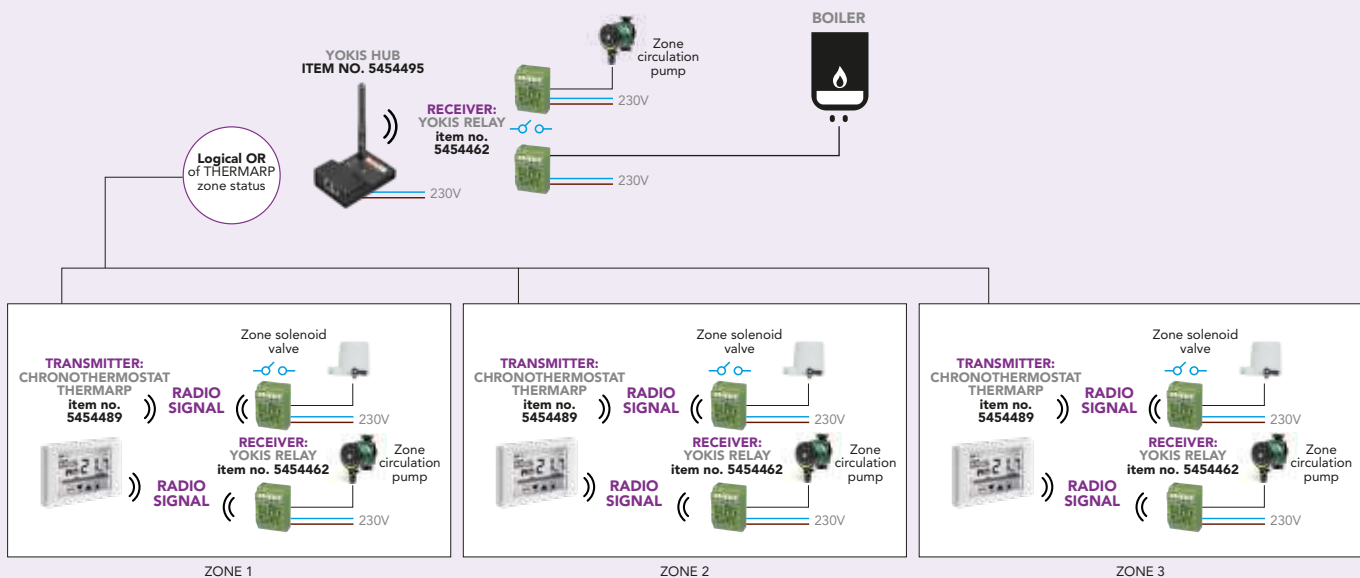 BOILER
YOKIS HUB
ITEM NO. 5454495
Zone
circulation
pump
230V
RECEIVER:
YOKIS RELAY
item no.
5454462
Logical OR
of THERMARP
zone status
230V
230V
Zone solenoid
valve
TRANSMITTER:
CHRONOTHERMOSTAT
THERMARP
item no.
5454489
RADIO
SIGNAL
230V
RECEIVER:
YOKIS RELAY
item no. 5454462
Zone
circulation
pump
RADIO
SIGNAL
230V
ZONE 1
Zone solenoid
valve
TRANSMITTER:
CHRONOTHERMOSTAT
THERMARP
item no.
5454489
RADIO
SIGNAL
230V
RECEIVER:
YOKIS RELAY
item no. 5454462
Zone
circulation
pump
RADIO
SIGNAL
230V
ZONE 2
Zone solenoid
valve
TRANSMITTER:
CHRONOTHERMOSTAT
THERMARP
item no.
5454489
RADIO
SIGNAL
230V
RECEIVER:
YOKIS RELAY
item no. 5454462
Zone
circulation
pump
RADIO
SIGNAL
230V
ZONE 3